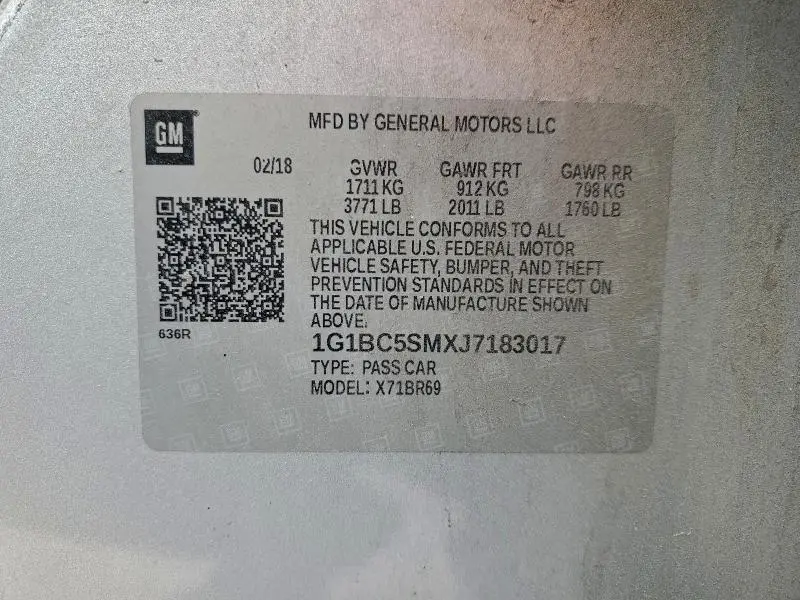 GM
MFD BY GENERAL MOTORS LLC
02/18 GVWR GAWR FRT GAWR RR
1711 KG 912 KG 798 KG
3771 LB 2011 LB 1760 LB
THIS VEHICLE CONFORMS TO ALL
APPLICABLE U.S. FEDERAL MOTOR
VEHICLE SAFETY, BUMPER, AND THEFT
PREVENTION STANDARDS IN EFFECT ON
THE DATE OF MANUFACTURE SHOWN
ABOVE.
636R
1G1BC5SMXJ7183017
TYPE: PASS CAR
MODEL: X71BR69